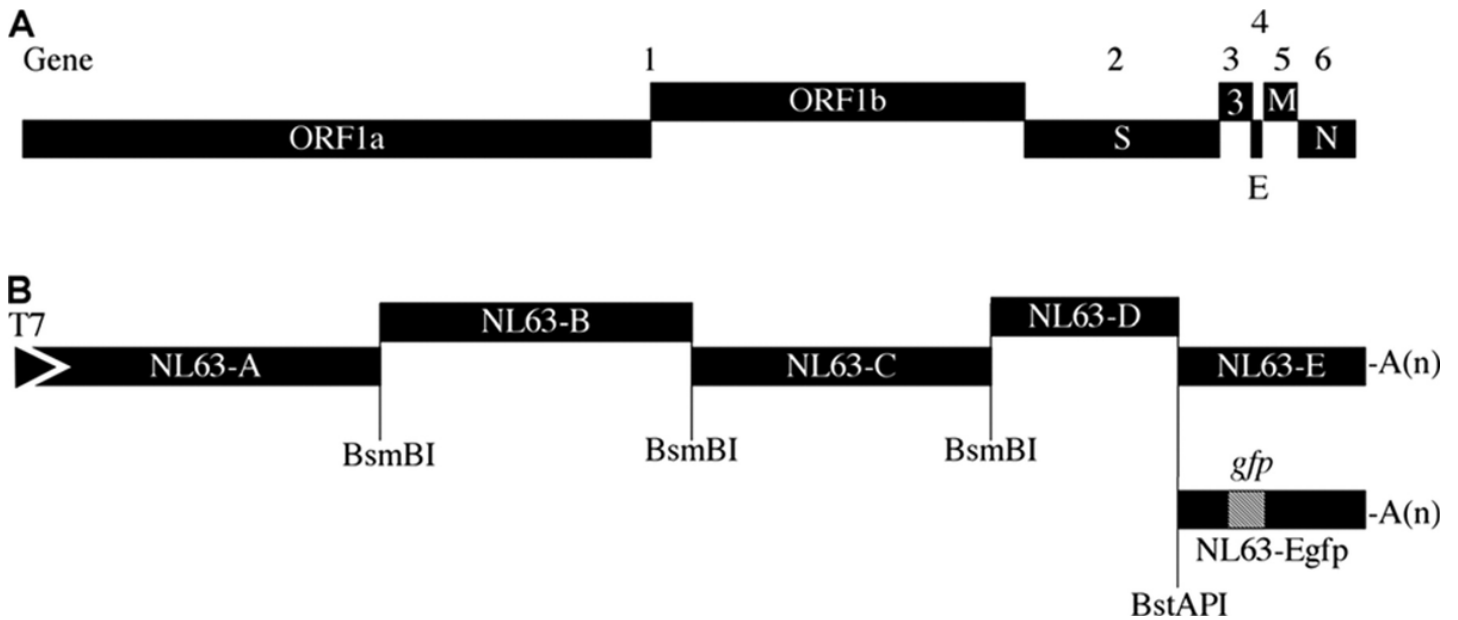 A
4
Gene 1 2 3 5 6
ORF1b 3 M
ORF1a S N
E
B
T7
NL63-B NL63-D
NL63-A NL63-C NL63-E -A(n)
BsmBI BsmBI BsmBI
gfp
-A(n)
NL63-Egfp
BstAPI